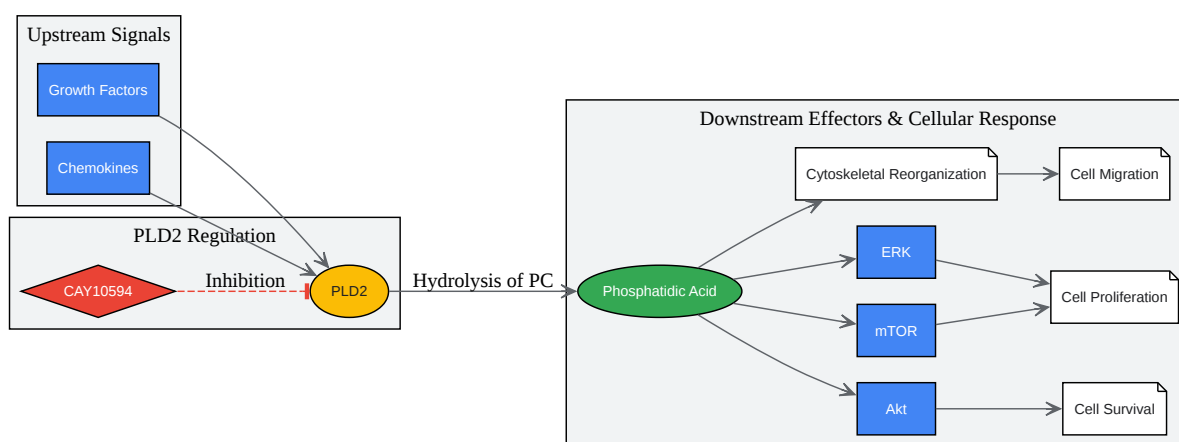 Upstream Signals
Growth Factors
Chemokines
PLD2 Regulation
CAY10594
Inhibition
PLD2
Hydrolysis of PC
Downstream Effectors & Cellular Response
Phosphatidic Acid
Cytoskeletal Reorganization
Cell Migration
ERK
mTOR
Cell Proliferation
Akt
Cell Survival